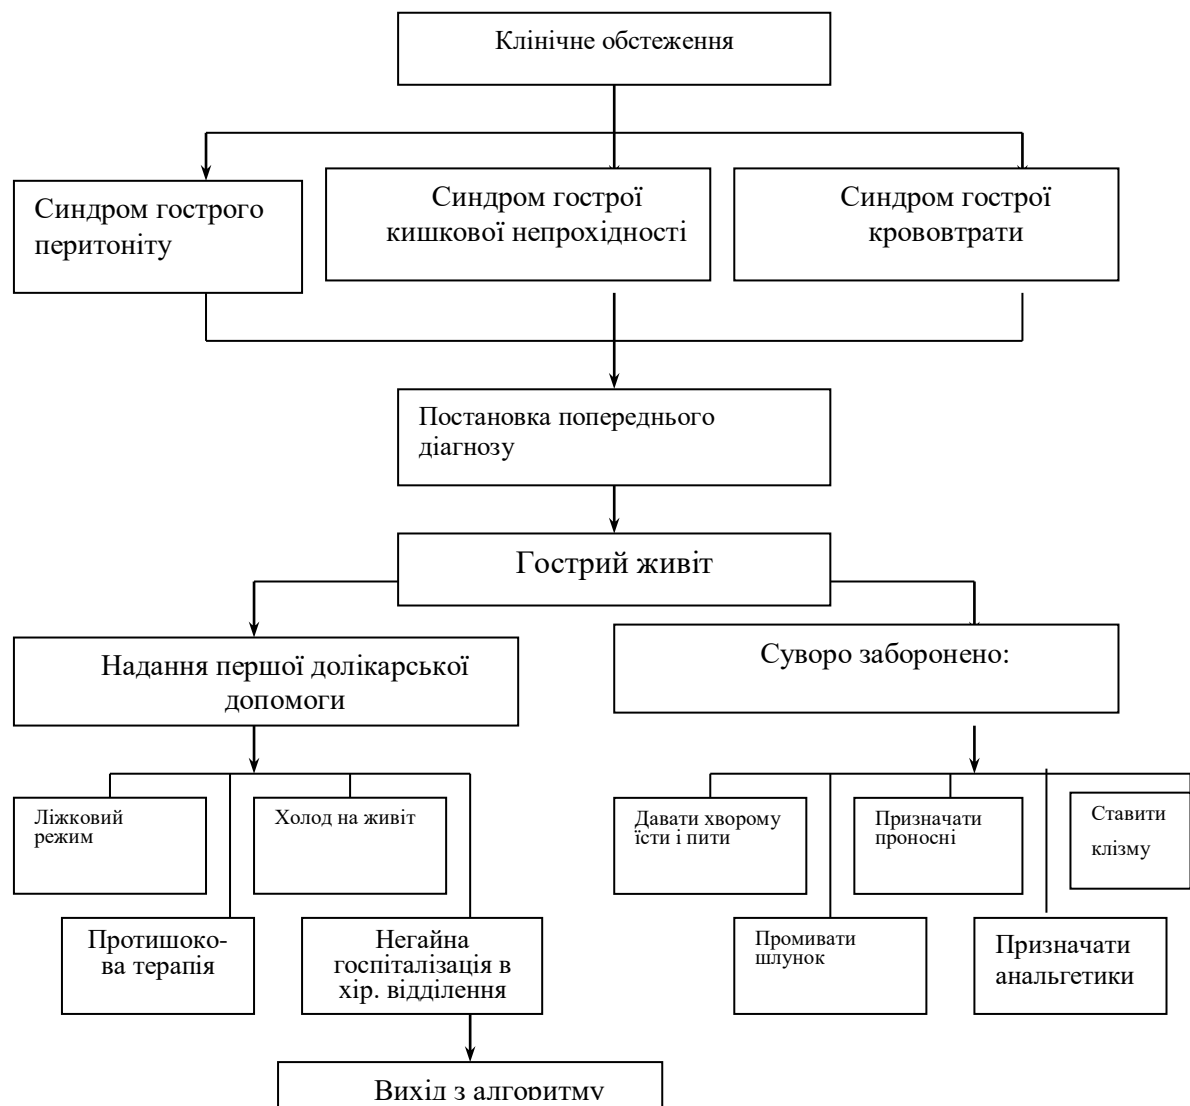 Клінічне обстеження
Синдром гострого
перитоніту
Синдром гострої
кишкової непрохідності
Синдром гострої
крововтрати
Постановка попереднього
діагнозу
Гострий живіт
Надання першої долікарської
допомоги
Суворо заборонено:
Ліжковий
режим
Холод на живіт
Давати хворому
їсти і пити
Призначати
проносні
Ставити
клізму
Протишоко-
ва терапія
Негайна
госпіталізація в
хір. відділення
Промивати
шлунок
Призначати
анальгетики
Вихід з алгоритму